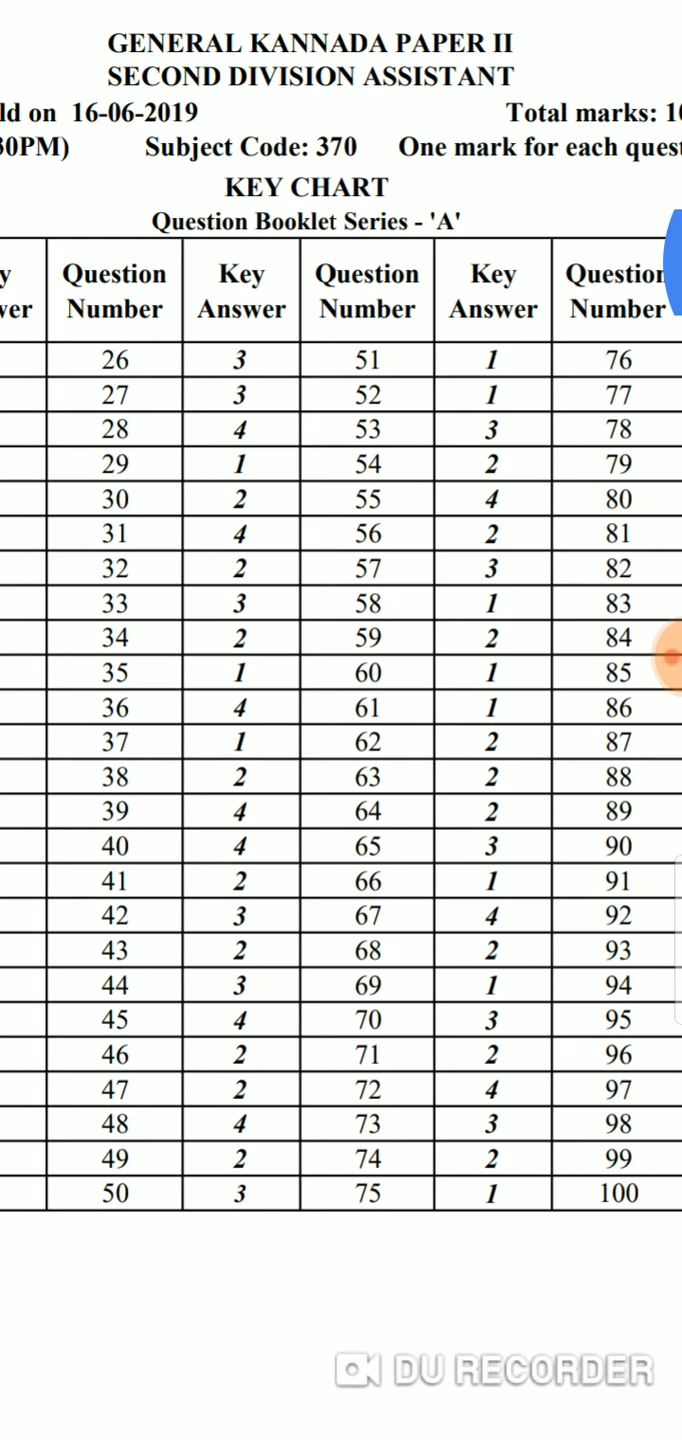 GENERAL KANNADA PAPER II
SECOND DIVISION ASSISTANT
ld on 16-06-2019 Total marks: 10
30PM) Subject Code: 370 One mark for each quest
KEY CHART
Question Booklet Series - 'A'
y Question Key Question Key Question
ver Number Answer Number Answer Number
26 3 51 1 76
27 3 52 1 77
28 4 53 3 78
29 1 54 2 79
30 2 55 4 80
31 4 56 2 81
32 2 57 3 82
33 3 58 1 83
34 2 59 2 84
35 1 60 1 85
36 4 61 1 86
37 1 62 2 87
38 2 63 2 88
39 4 64 2 89
40 4 65 3 90
41 2 66 1 91
42 3 67 4 92
43 2 68 2 93
44 3 69 1 94
45 4 70 3 95
46 2 71 2 96
47 2 72 4 97
48 4 73 3 98
49 2 74 2 99
50 3 75 1 100
DU RECORDER